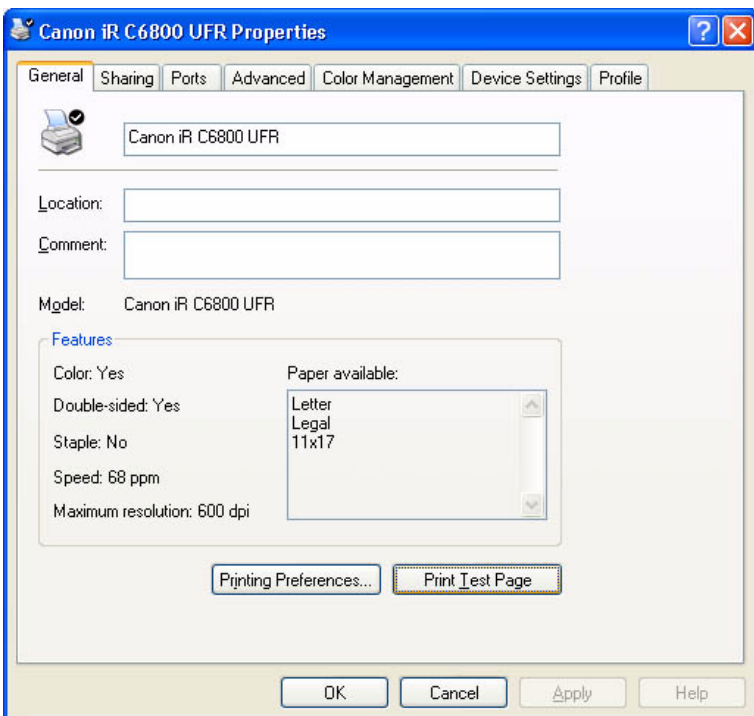 Canon iR C6800 UFR Properties
General Sharing Ports Advanced Color Management Device Settings Profile
Canon iR C6800 UFR
Location:
Comment:
Model: Canon iR C6800 UFR
Features
Color: Yes
Double-sided: Yes
Staple: No
Speed: 68 ppm
Maximum resolution: 600 dpi
Paper available:
Letter
Legal
11x17
Printing Preferences... Print Test Page
OK Cancel Apply Help